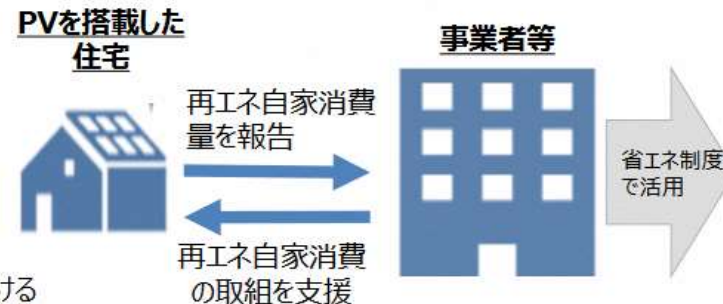 PVを搭載した
住宅
事業者等
再エネ自家消費
量を報告
省エネ制度
で活用
再エネ自家消費
の取組を支援
ける